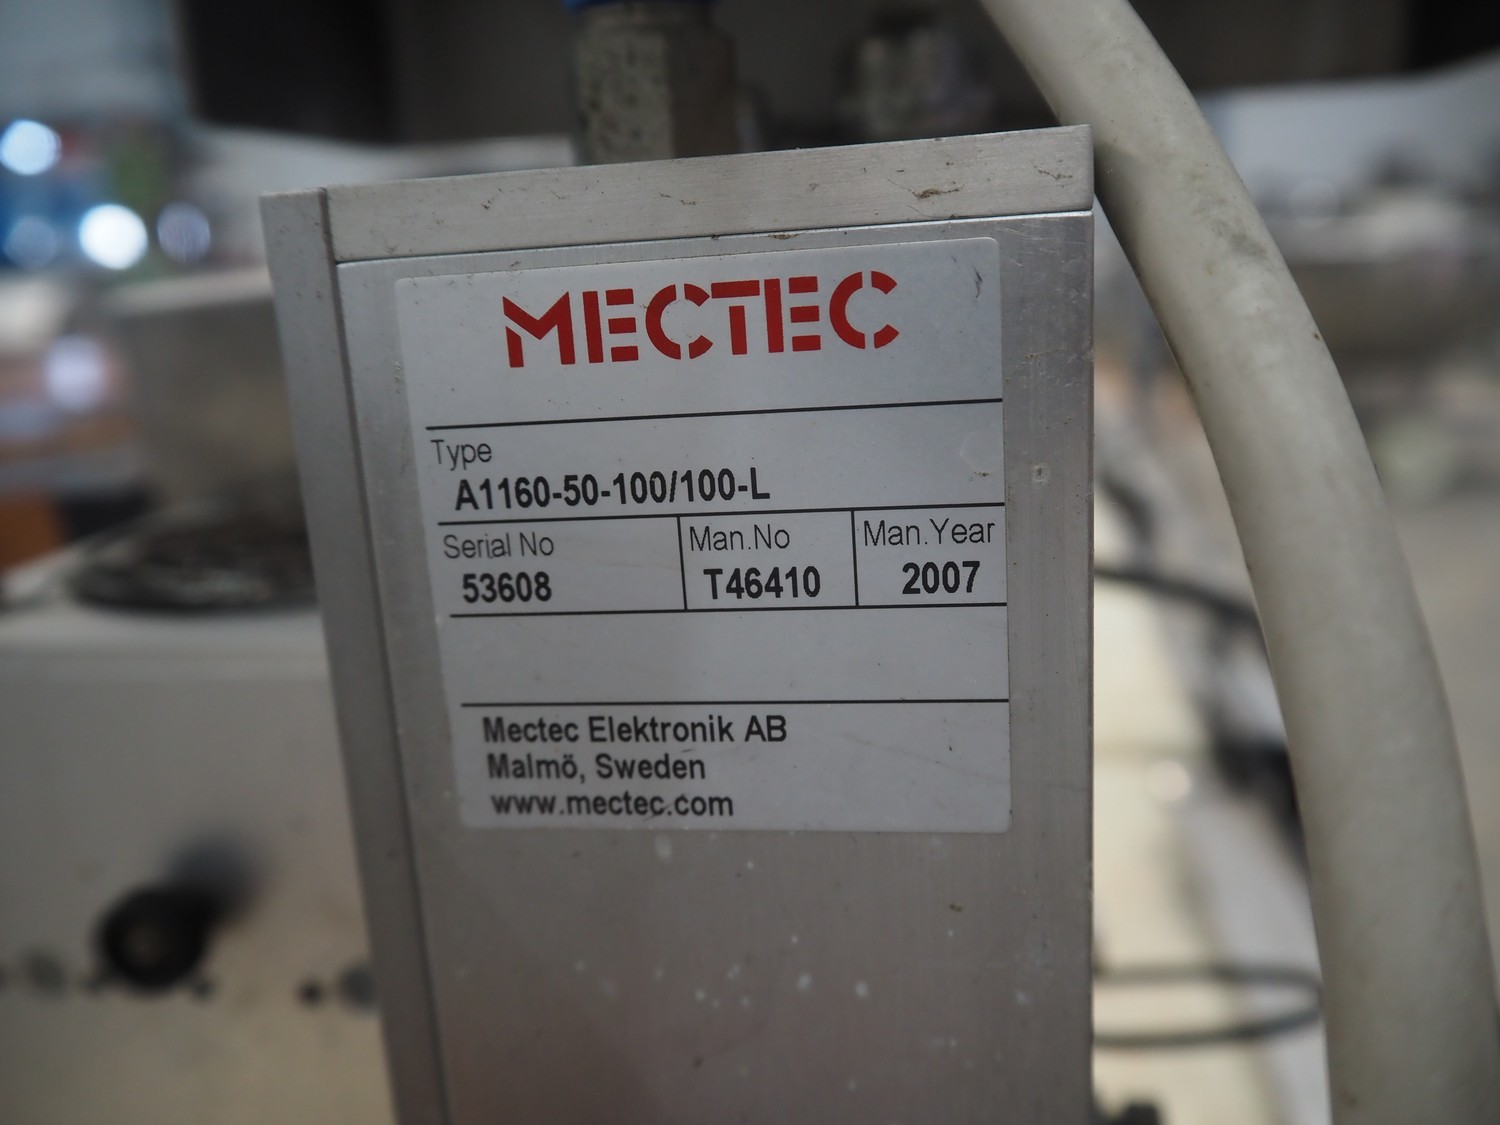 MECTEC
Type
A1160-50-100/100-L
Serial No
53608
Man.No
T46410
Man.Year
2007
Mectec Elektronik AB
Malmö, Sweden
www.mectec.com